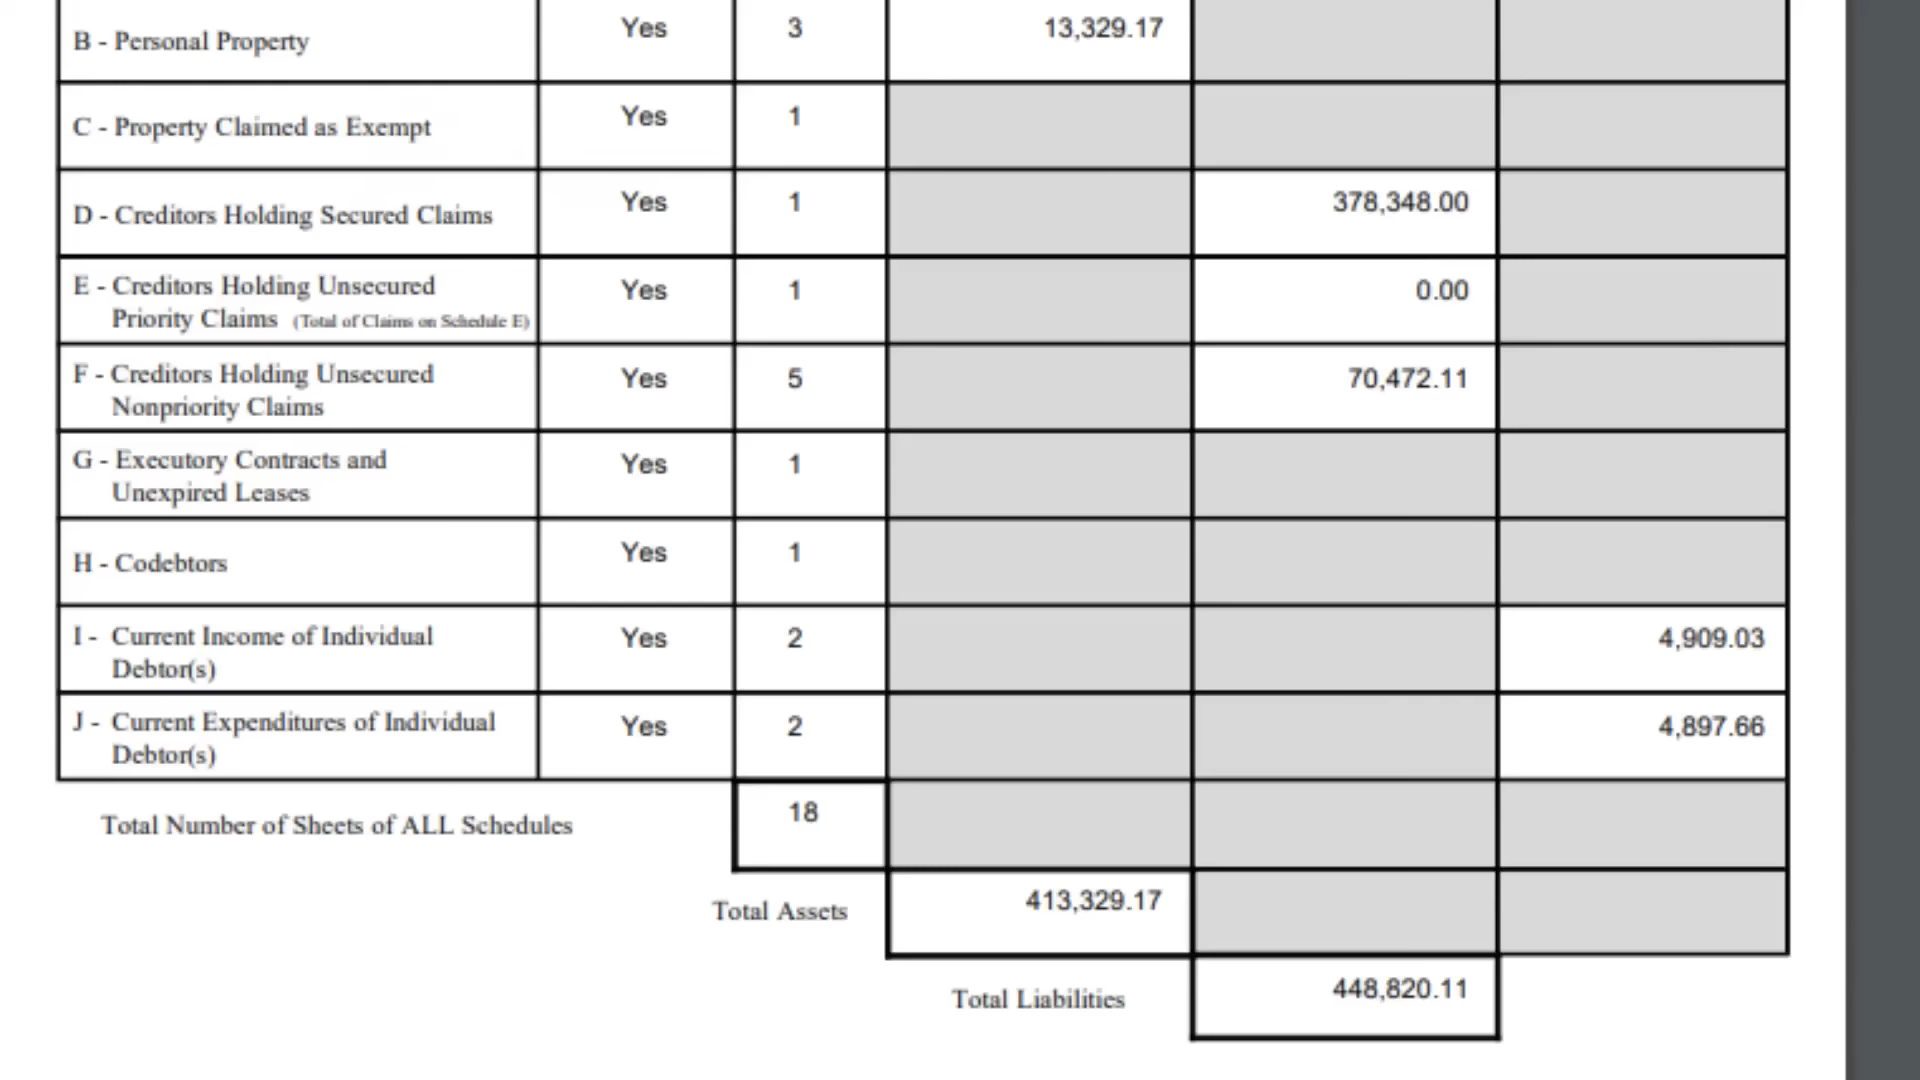 B - Personal Property Yes 3 13,329.17
C - Property Claimed as Exempt Yes 1
D - Creditors Holding Secured Claims Yes 1 378,348.00
E - Creditors Holding Unsecured Yes 1 0.00
Priority Claims (Total of Claims on Schedule E)
F - Creditors Holding Unsecured Yes 5 70,472.11
Nonpriority Claims
G - Executory Contracts and Yes 1
Unexpired Leases
H - Codebtors Yes 1
I - Current Income of Individual Yes 2 4,909.03
Debtor(s)
J - Current Expenditures of Individual Yes 2 4,897.66
Debtor(s)
Total Number of Sheets of ALL Schedules 18
Total Assets 413,329.17
Total Liabilities 448,820.11